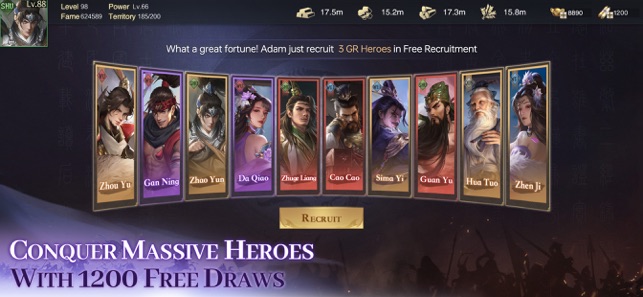 SHU Lv.88
Level 98 Power Lv.66
Fame 624589 Territory 185/200
17.5m 15.2m 17.3m 15.8m 8890 1200
What a great fortune! Adam just recruit 3 GR Heroes in Free Recruitment
Zhou Yu Gan Ning Zhao Yun Da Qiao Zhuge Liang Cao Cao Sima Yi Guan Yu Hua Tuo Zhen Ji
RECRUIT
CONQUER MASSIVE HEROES
WITH 1200 FREE DRAWS